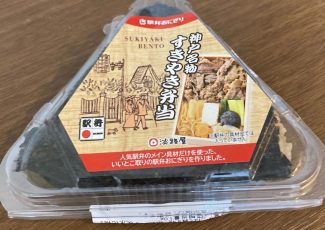 駅弁おにぎり
SUKIYAKI
BENTO
神戸名物
すきやき弁当
駅弁
淡路屋
人気駅弁のメイン具材だけを使った、
いいとこ取りの駅弁おにぎりを作りました。